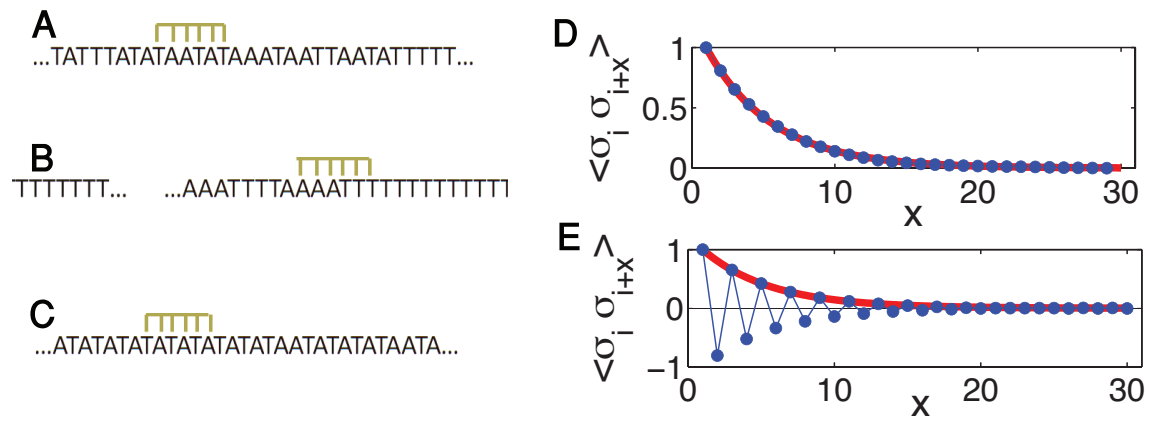 A
...TATTTATATAATATAAATAATTAATATTTTT...
B
TTTTTTT... ...AAATTTTAAAATTTTTTTTTTTTT
C
...ATATATATATATATATATAATATATATAATA...
D
<σi σi+x>
1
0.5
0
0 10 20 30
x
E
<σi σi+x>
1
0
−1
0 10 20 30
x